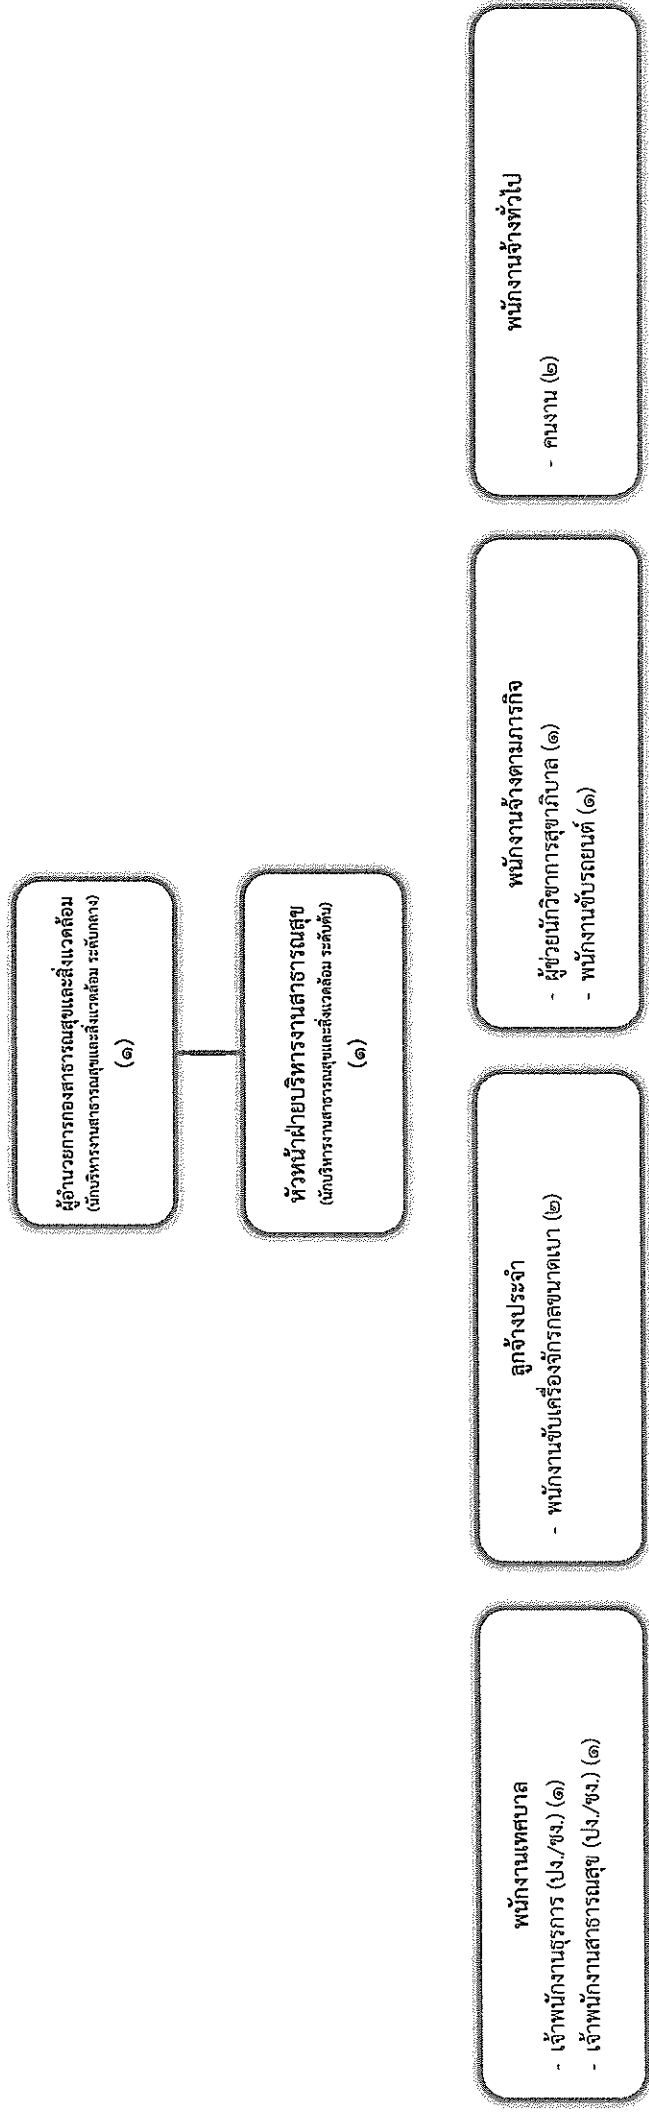 ผู้อำนวยการกองสาธารณสุขและสิ่งแวดล้อม
(นักบริหารงานสาธารณสุขและสิ่งแวดล้อม ระดับกลาง)
(๑)
หัวหน้าฝ่ายบริหารงานสาธารณสุข
(นักบริหารงานสาธารณสุขและสิ่งแวดล้อม ระดับต้น)
(๑)
พนักงานเทศบาล
- เจ้าพนักงานธุรการ (ปง./ชง.) (๑)
- เจ้าพนักงานสาธารณสุข (ปง./ชง.) (๑)
ลูกจ้างประจำ
- พนักงานขับเครื่องจักรกลขนาดเบา (๒)
พนักงานจ้างตามภารกิจ
- ผู้ช่วยนักวิชาการสุขาภิบาล (๑)
- พนักงานขับรถยนต์ (๑)
พนักงานจ้างทั่วไป
- คนงาน (๒)